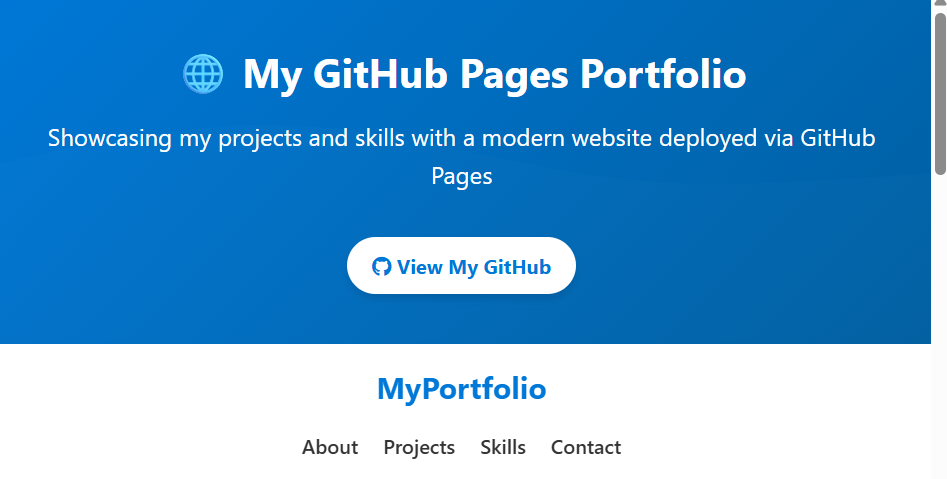 My GitHub Pages Portfolio
Showcasing my projects and skills with a modern website deployed via GitHub
Pages
View My GitHub
MyPortfolio
About Projects Skills Contact